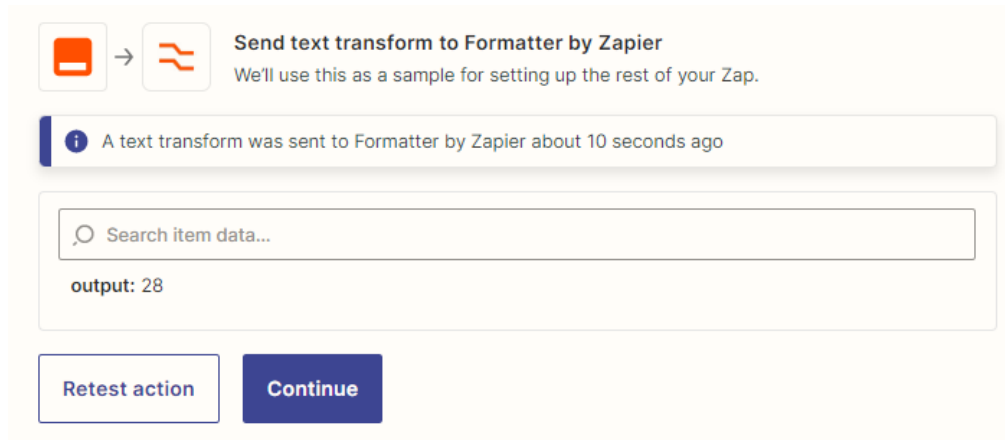 Send text transform to Formatter by Zapier
We'll use this as a sample for setting up the rest of your Zap.
A text transform was sent to Formatter by Zapier about 10 seconds ago
Search item data...
output: 28
Retest action
Continue